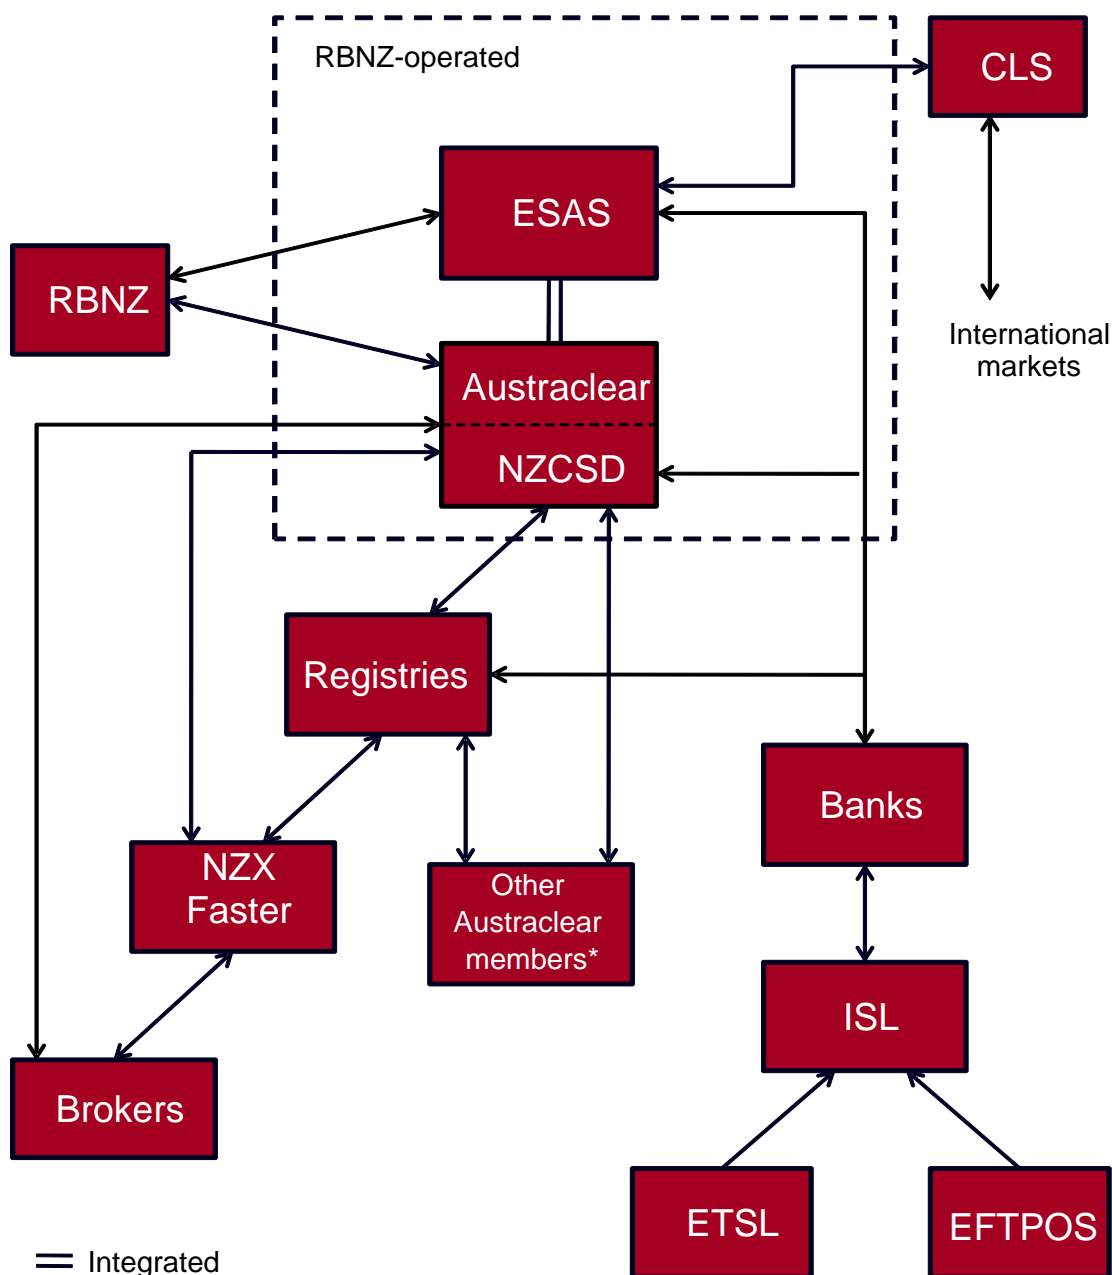 RBNZ-operated
CLS
ESAS
RBNZ
International
markets
Austraclear
NZCSD
Registries
Banks
NZX
Faster
Other
Austraclear
members*
ISL
Brokers
ETSL
EFTPOS
Integrated